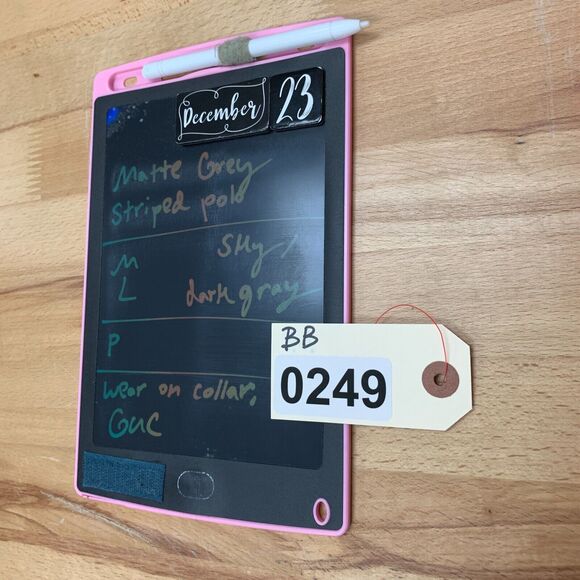 December 23
Matte Grey
Striped polo
M Sky/
L dark gray
P
Wear on collar,
GUC
BB
0249